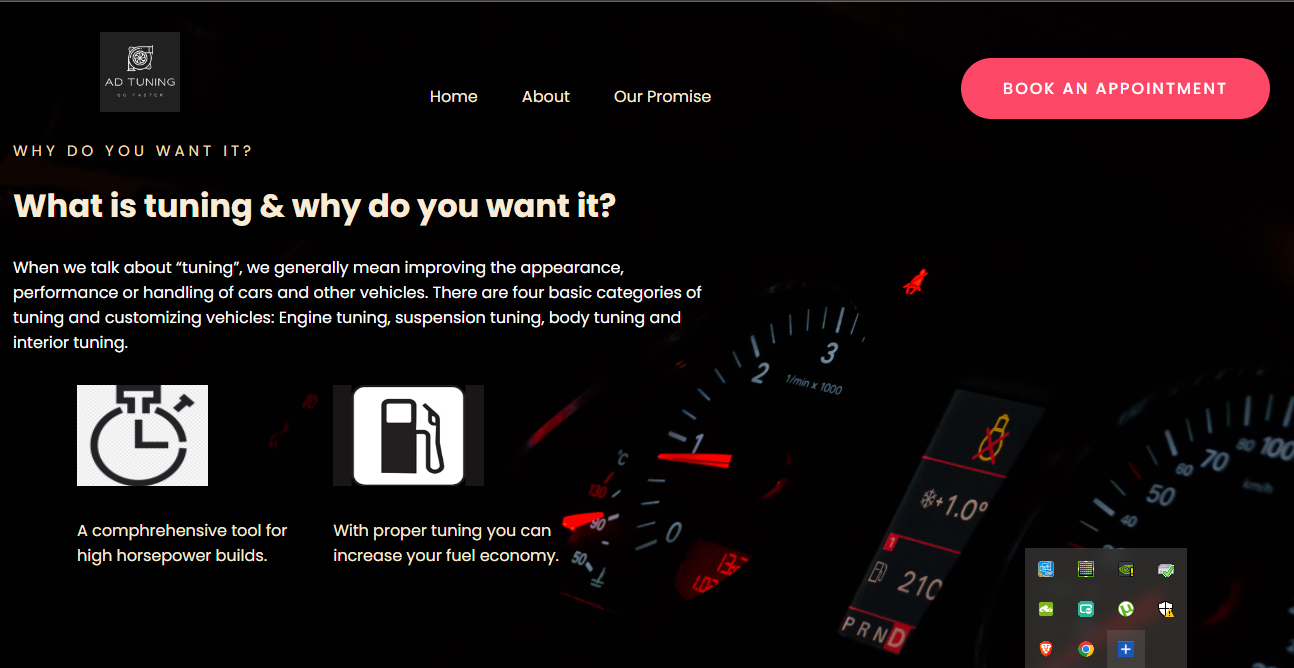 AD TUNING
GO FASTER
Home About Our Promise
BOOK AN APPOINTMENT
WHY DO YOU WANT IT?
What is tuning & why do you want it?
When we talk about “tuning”, we generally mean improving the appearance,
performance or handling of cars and other vehicles. There are four basic categories of
tuning and customizing vehicles: Engine tuning, suspension tuning, body tuning and
interior tuning.
A comphrehensive tool for
high horsepower builds.
With proper tuning you can
increase your fuel economy.
0
1
2
3
1/min x 1000
°C
130
90
50
+1.0°
1
210
PRND
40
50
60
70
80
100
km/h